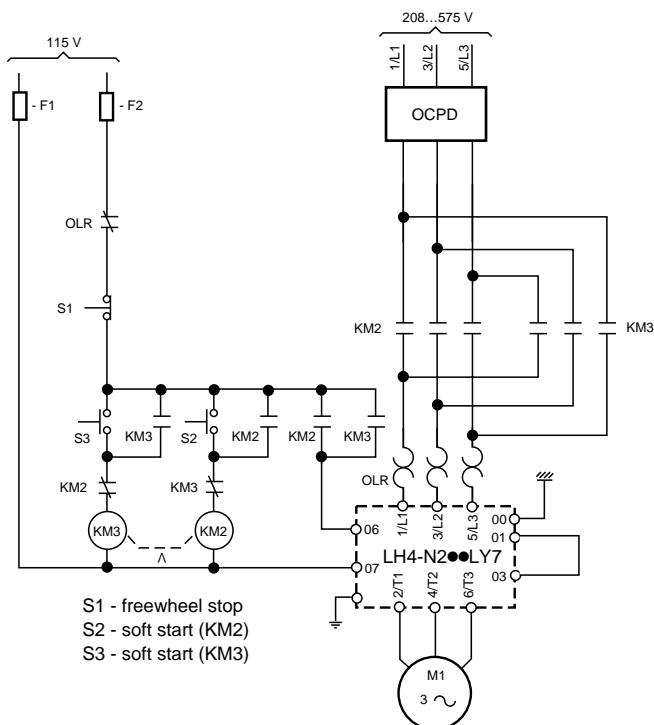 208...575 V
115 V
1/L1
3/L2
5/L3
- F1
- F2
OCPD
OLR
S1
KM2
KM3
S3
KM3
S2
KM2
KM2
KM3
KM2
KM3
OLR
KM3
KM2
Λ
06
07
1/L1
3/L2
5/L3
00
01
03
LH4-N2●●LY7
2/T1
4/T2
6/T3
S1 - freewheel stop
S2 - soft start (KM2)
S3 - soft start (KM3)
M1
3 ~